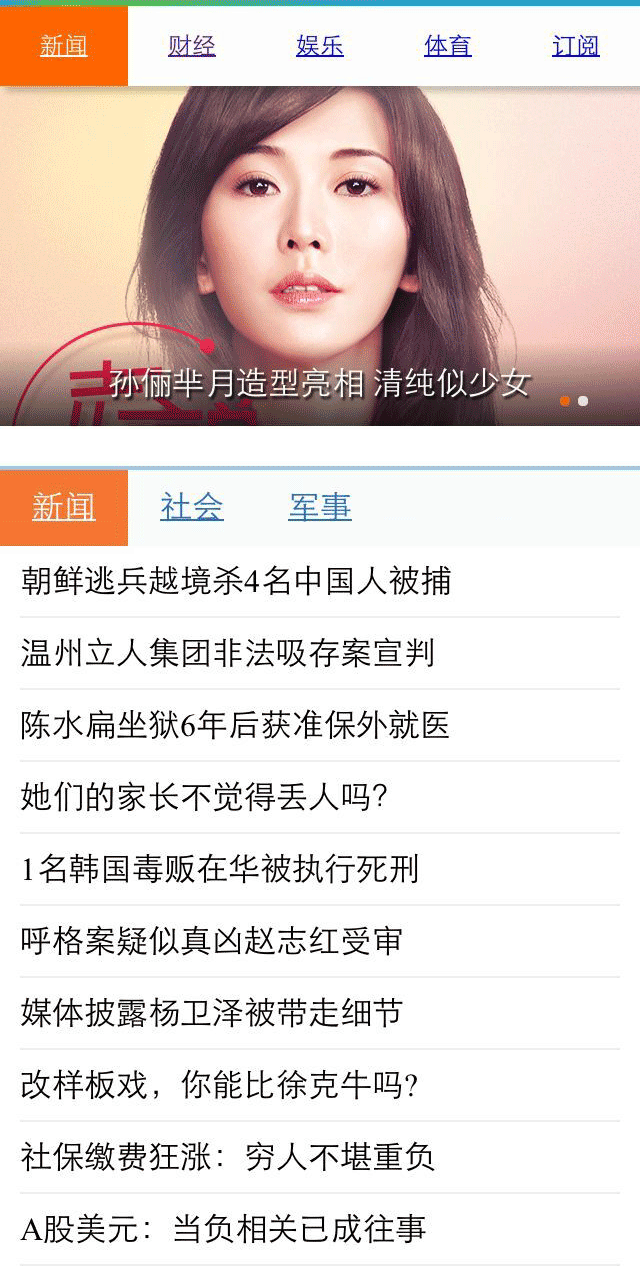 新闻 财经 娱乐 体育 订阅
孙俪芈月造型亮相 清纯似少女
新闻 社会 军事
朝鲜逃兵越境杀4名中国人被捕
温州立人集团非法吸存案宣判
陈水扁坐狱6年后获准保外就医
她们的家长不觉得丢人吗?
1名韩国毒贩在华被执行死刑
呼格案疑似真凶赵志红受审
媒体披露杨卫泽被带走细节
改样板戏，你能比徐克牛吗?
社保缴费狂涨：穷人不堪重负
A股美元：当负相关已成往事